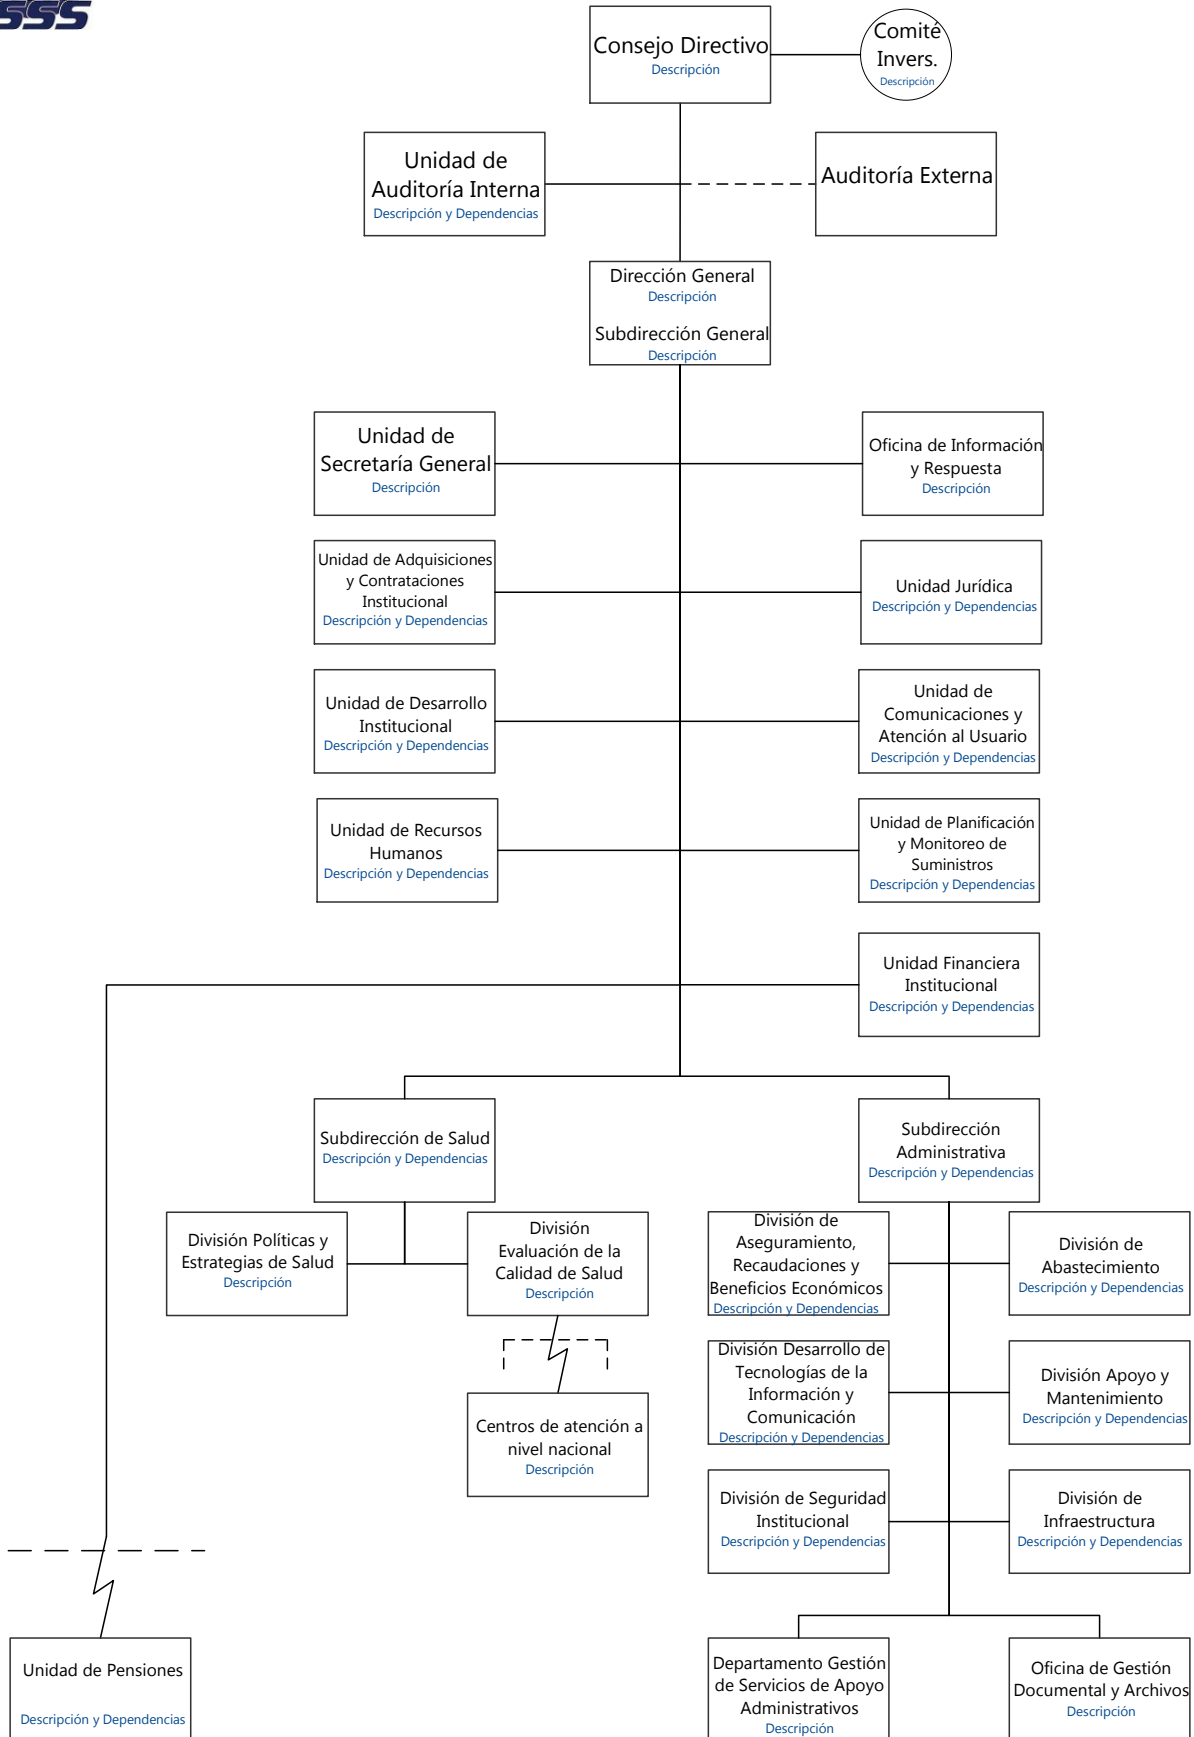 Consejo Directivo
Descripción
Comité
Invers.
Descripción
Unidad de
Auditoría Interna
Descripción y Dependencias
Auditoría Externa
Dirección General
Descripción
Subdirección General
Descripción
Unidad de
Secretaría General
Descripción
Oficina de Información
y Respuesta
Descripción
Unidad de Adquisiciones
y Contrataciones
Institucional
Descripción y Dependencias
Unidad Jurídica
Descripción y Dependencias
Unidad de Desarrollo
Institucional
Descripción y Dependencias
Unidad de
Comunicaciones y
Atención al Usuario
Descripción y Dependencias
Unidad de Recursos
Humanos
Descripción y Dependencias
Unidad de Planificación
y Monitoreo de
Suministros
Descripción y Dependencias
Unidad Financiera
Institucional
Descripción y Dependencias
Subdirección de Salud
Descripción y Dependencias
Subdirección
Administrativa
Descripción y Dependencias
División Políticas y
Estrategias de Salud
Descripción
División
Evaluación de la
Calidad de Salud
Descripción
División de
Aseguramiento,
Recaudaciones y
Beneficios Económicos
Descripción y Dependencias
División de
Abastecimiento
Descripción y Dependencias
División Desarrollo de
Tecnologías de la
Información y
Comunicación
Descripción y Dependencias
División Apoyo y
Mantenimiento
Descripción y Dependencias
Centros de atención a
nivel nacional
Descripción
División de Seguridad
Institucional
Descripción y Dependencias
División de
Infraestructura
Descripción y Dependencias
Unidad de Pensiones
Descripción y Dependencias
Departamento Gestión
de Servicios de Apoyo
Administrativos
Descripción
Oficina de Gestión
Documental y Archivos
Descripción